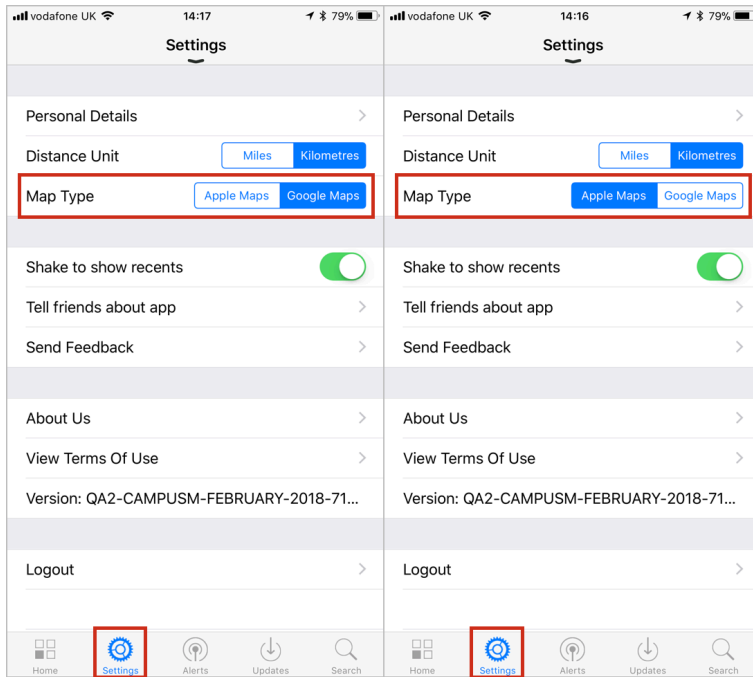 vodafone UK 14:17 79%
Settings
Personal Details
Distance Unit Miles Kilometres
Map Type Apple Maps Google Maps
Shake to show recents
Tell friends about app
Send Feedback
About Us
View Terms Of Use
Version: QA2-CAMPUSM-FEBRUARY-2018-71...
Logout
Home Settings Alerts Updates Search
vodafone UK 14:16 79%
Settings
Personal Details
Distance Unit Miles Kilometres
Map Type Apple Maps Google Maps
Shake to show recents
Tell friends about app
Send Feedback
About Us
View Terms Of Use
Version: QA2-CAMPUSM-FEBRUARY-2018-71...
Logout
Home Settings Alerts Updates Search